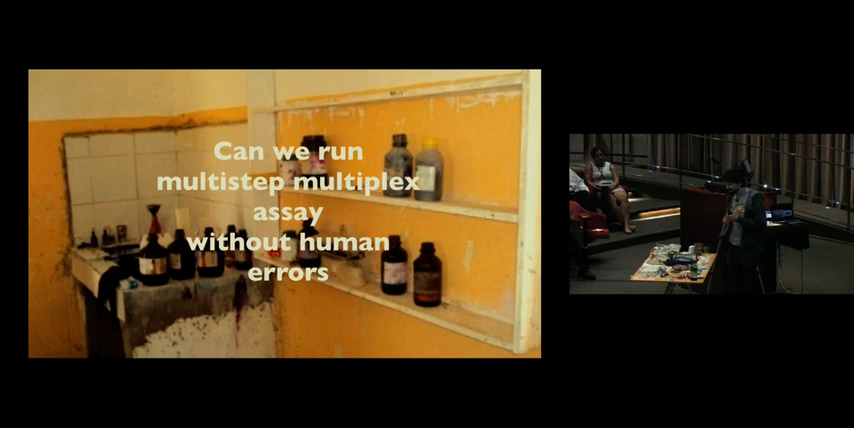 Can we run
multistep multiplex
assay
without human
errors